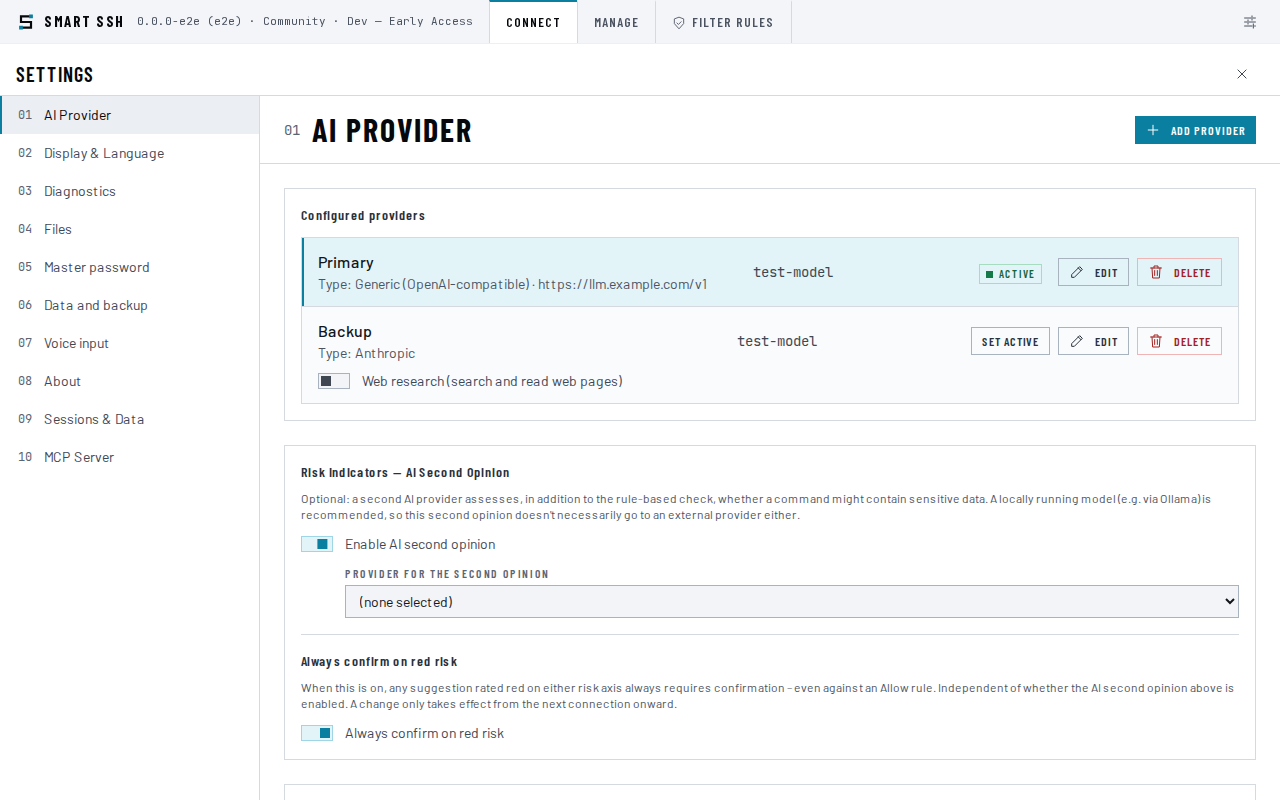 SMART SSH 0.0.0-e2e (e2e) · Community · Dev — Early Access CONNECT MANAGE FILTER RULES
SETTINGS
01 AI Provider
02 Display & Language
03 Diagnostics
04 Files
05 Master password
06 Data and backup
07 Voice input
08 About
09 Sessions & Data
10 MCP Server
01 AI PROVIDER
ADD PROVIDER
Configured providers
Primary
Type: Generic (OpenAI-compatible) · https://llm.example.com/v1
test-model
ACTIVE EDIT DELETE
Backup
Type: Anthropic
test-model
SET ACTIVE EDIT DELETE
Web research (search and read web pages)
Risk indicators — AI Second Opinion
Optional: a second AI provider assesses, in addition to the rule-based check, whether a command might contain sensitive data. A locally running model (e.g. via Ollama) is
recommended, so this second opinion doesn't necessarily go to an external provider either.
Enable AI second opinion
PROVIDER FOR THE SECOND OPINION
(none selected)
Always confirm on red risk
When this is on, any suggestion rated red on either risk axis always requires confirmation – even against an Allow rule. Independent of whether the AI second opinion above is
enabled. A change only takes effect from the next connection onward.
Always confirm on red risk